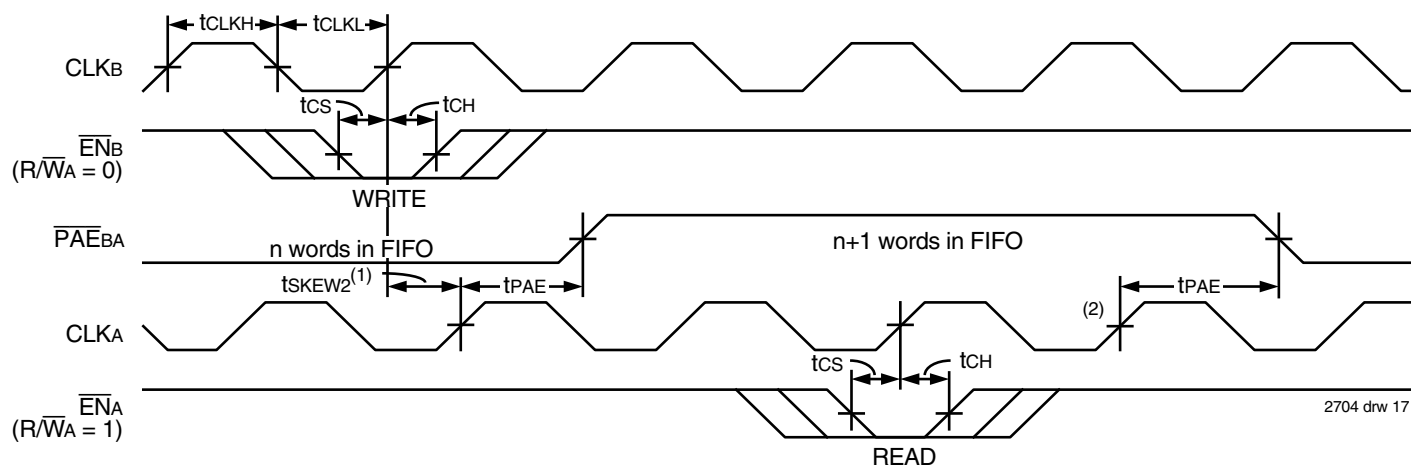 tCLKH
tCLKL
CLKB
tCS
tCH
ENB
(R/WA = 0)
WRITE
PAEBA
n words in FIFO
n+1 words in FIFO
tSKEW2(1)
tPAE
(2)
tPAE
CLKA
tCS
tCH
ENA
(R/WA = 1)
2704 drw 17
READ